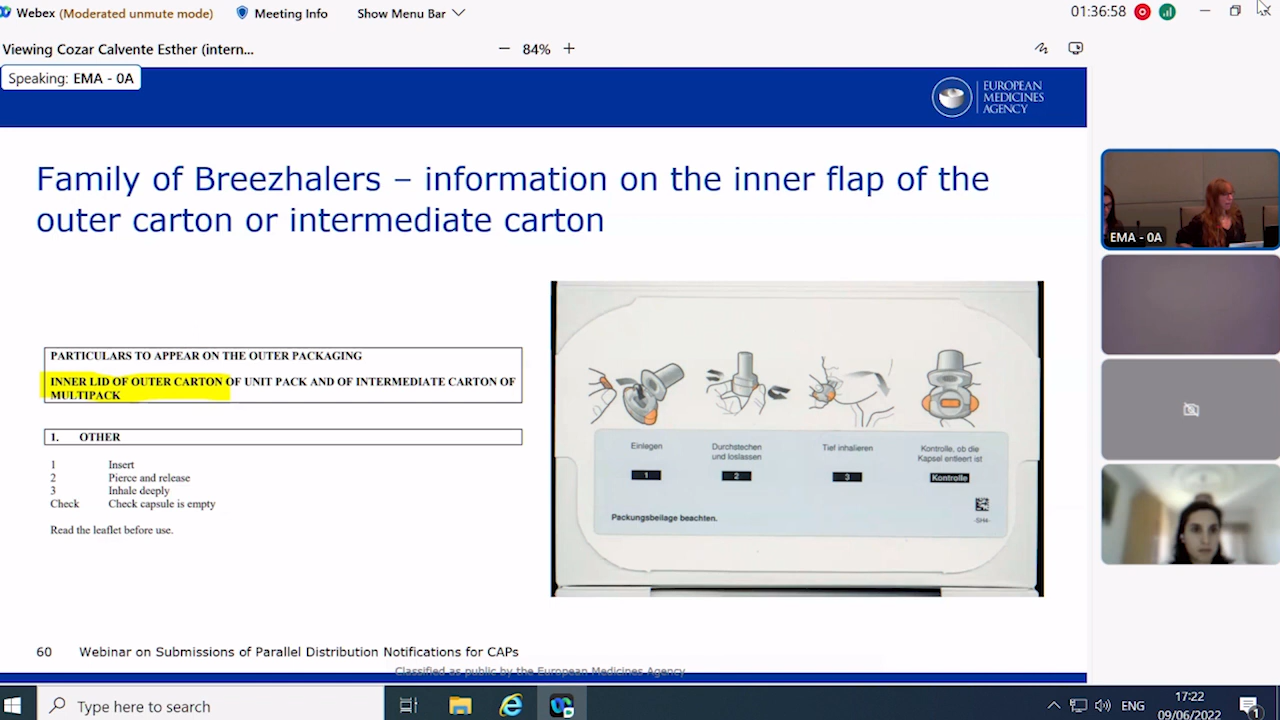 Webex (Moderated unmute mode) Meeting Info Show Menu Bar 01:36:58
Viewing Cozar Calvente Esther (intern... 84%
Speaking: EMA - 0A
EUROPEAN
MEDICINES
AGENCY
Family of Breezhalers – information on the inner flap of the
outer carton or intermediate carton
PARTICULARS TO APPEAR ON THE OUTER PACKAGING
INNER LID OF OUTER CARTON OF UNIT PACK AND OF INTERMEDIATE CARTON OF
MULTIPACK
1. OTHER
1 Insert
2 Pierce and release
3 Inhale deeply
Check Check capsule is empty
Read the leaflet before use.
Einlegen
1
Durchstechen
und loslassen
2
Tief inhalieren
3
Kontrolle, ob die
Kapsel entleert ist
Kontrolle
Packungsbeilage beachten.
-SH4-
EMA - 0A
60 Webinar on Submissions of Parallel Distribution Notifications for CAPs
Classified as public by the European Medicines Agency
Type here to search
ENG
17:22
09/06/2022
1